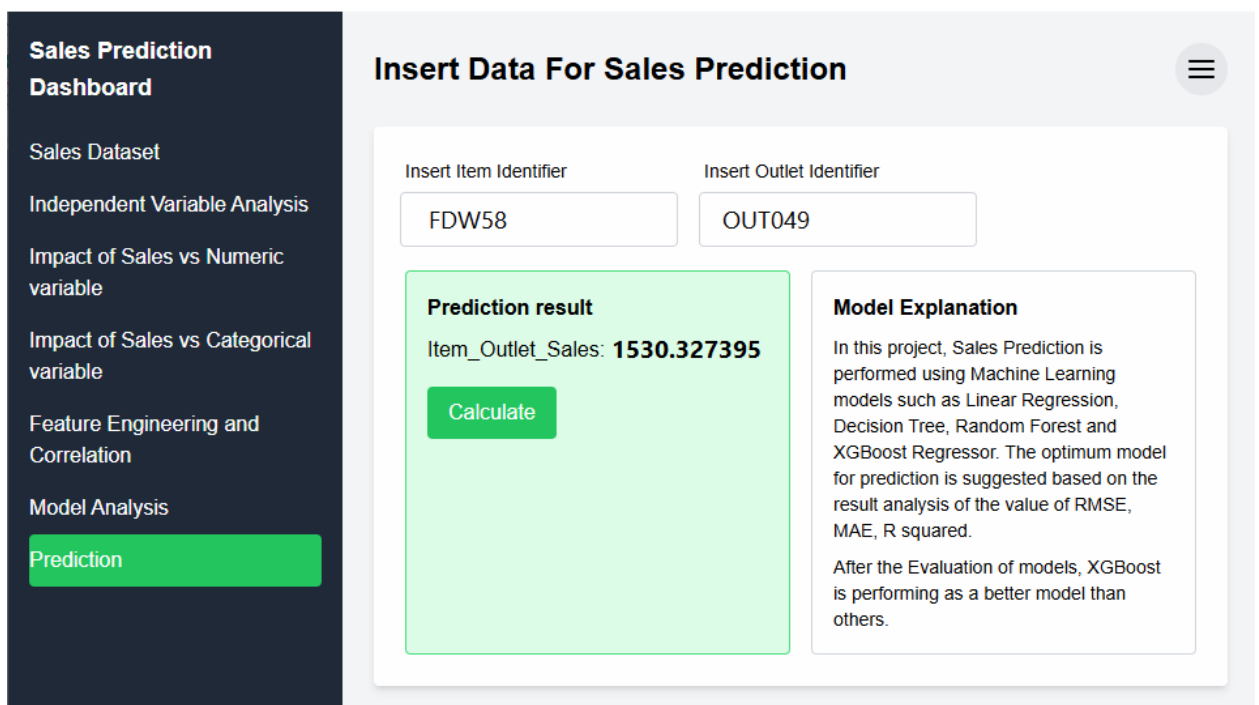 Sales Prediction
Dashboard
Sales Dataset
Independent Variable Analysis
Impact of Sales vs Numeric
variable
Impact of Sales vs Categorical
variable
Feature Engineering and
Correlation
Model Analysis
Prediction
Insert Data For Sales Prediction
Insert Item Identifier
Insert Outlet Identifier
FDW58
OUT049
Prediction result
Item_Outlet_Sales: 1530.327395
Calculate
Model Explanation
In this project, Sales Prediction is
performed using Machine Learning
models such as Linear Regression,
Decision Tree, Random Forest and
XGBoost Regressor. The optimum model
for prediction is suggested based on the
result analysis of the value of RMSE,
MAE, R squared.
After the Evaluation of models, XGBoost
is performing as a better model than
others.